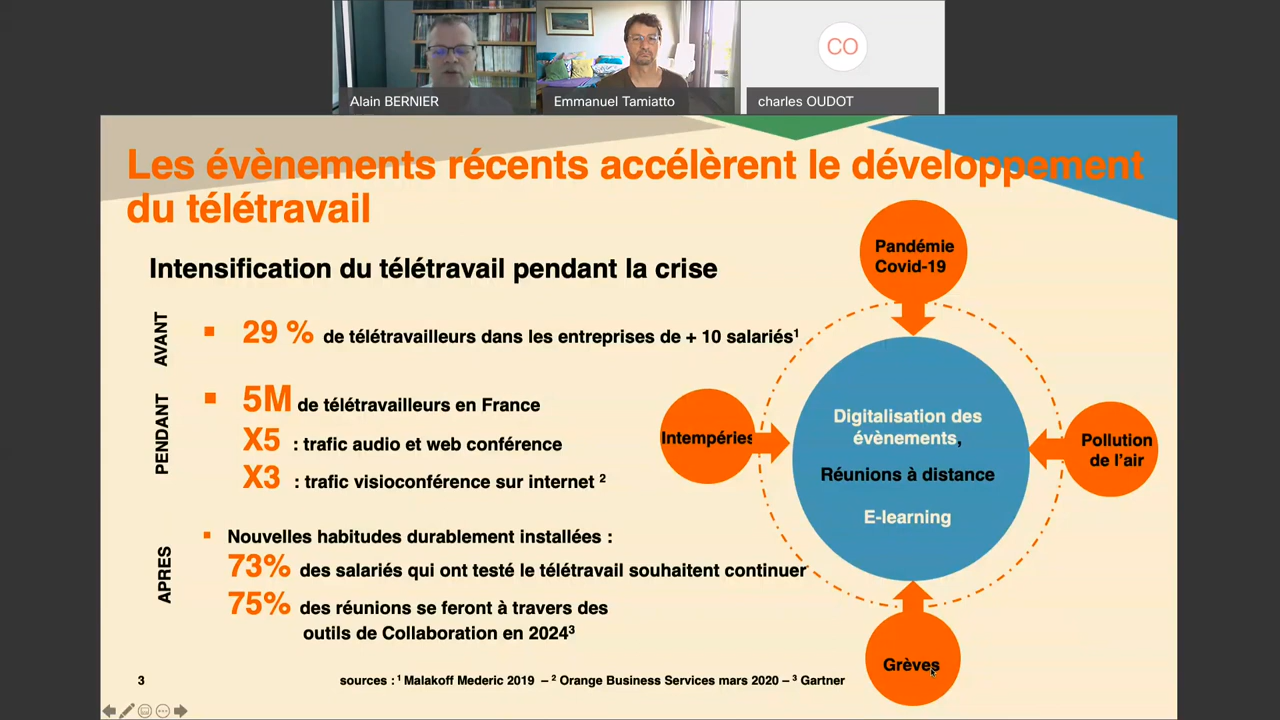 Alain BERNIER
Emmanuel Tamiatto
CO
charles OUDOT
Les évènements récents accélèrent le développement
du télétravail
Intensification du télétravail pendant la crise
AVANT
29 % de télétravailleurs dans les entreprises de + 10 salariés¹
PENDANT
5M de télétravailleurs en France
X5 : trafic audio et web conférence
X3 : trafic visioconférence sur internet ²
APRES
Nouvelles habitudes durablement installées :
73% des salariés qui ont testé le télétravail souhaitent continuer
75% des réunions se feront à travers des
outils de Collaboration en 2024³
Pandémie
Covid-19
Intempéries
Digitalisation des
évènements,
Réunions à distance
E-learning
Pollution
de l’air
Grèves
3
sources : ¹ Malakoff Mederic 2019 – ² Orange Business Services mars 2020 – ³ Gartner